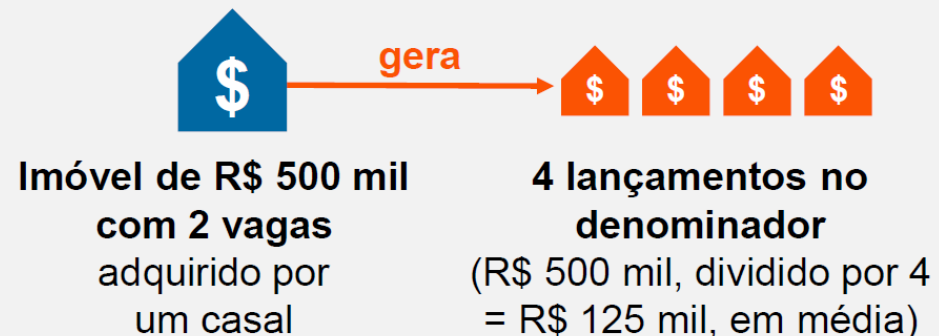 $
gera
$ $ $ $
Imóvel de R$ 500 mil
com 2 vagas
adquirido por
um casal
4 lançamentos no
denominador
(R$ 500 mil, dividido por 4
= R$ 125 mil, em média)